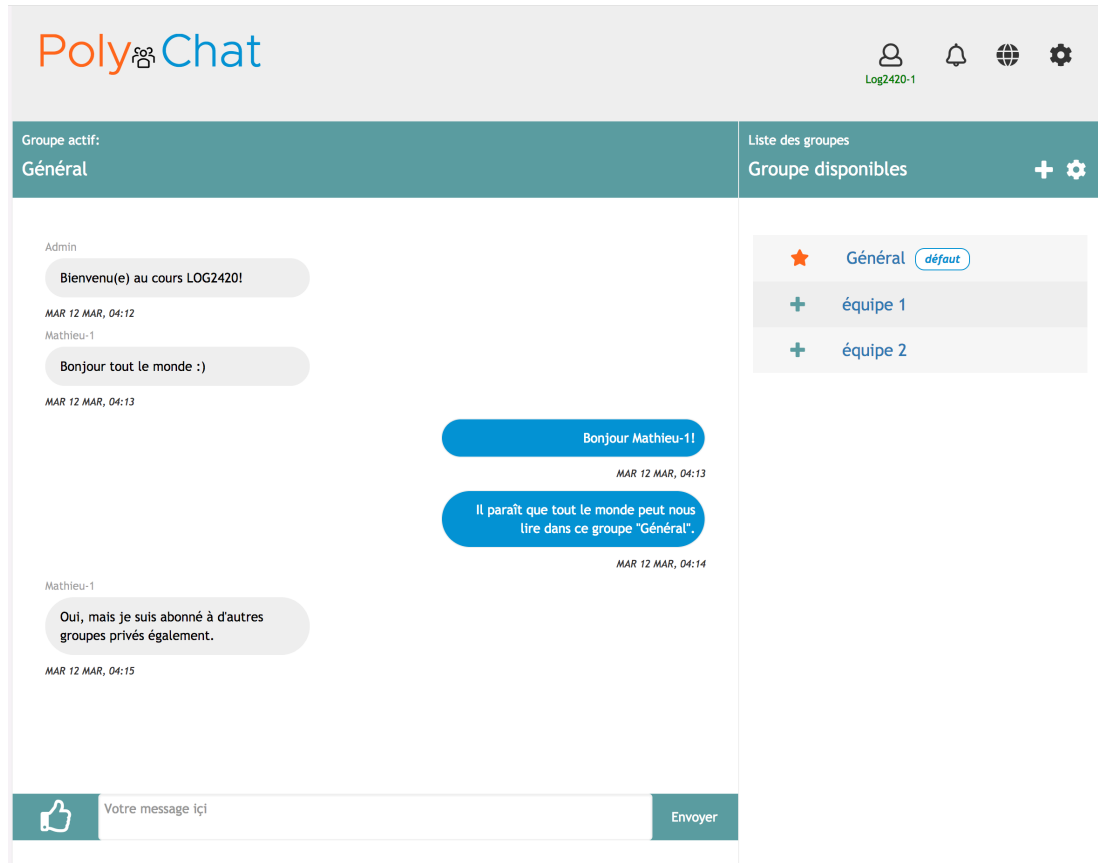 Poly Chat
Log2420-1
Groupe actif:
Général
Liste des groupes
Groupe disponibles
Admin
Bienvenu(e) au cours LOG2420!
MAR 12 MAR, 04:12
Mathieu-1
Bonjour tout le monde :)
MAR 12 MAR, 04:13
Bonjour Mathieu-1!
MAR 12 MAR, 04:13
Il paraît que tout le monde peut nous
lire dans ce groupe "Général".
MAR 12 MAR, 04:14
Mathieu-1
Oui, mais je suis abonné à d'autres
groupes privés également.
MAR 12 MAR, 04:15
Général défaut
équipe 1
équipe 2
Votre message içi
Envoyer